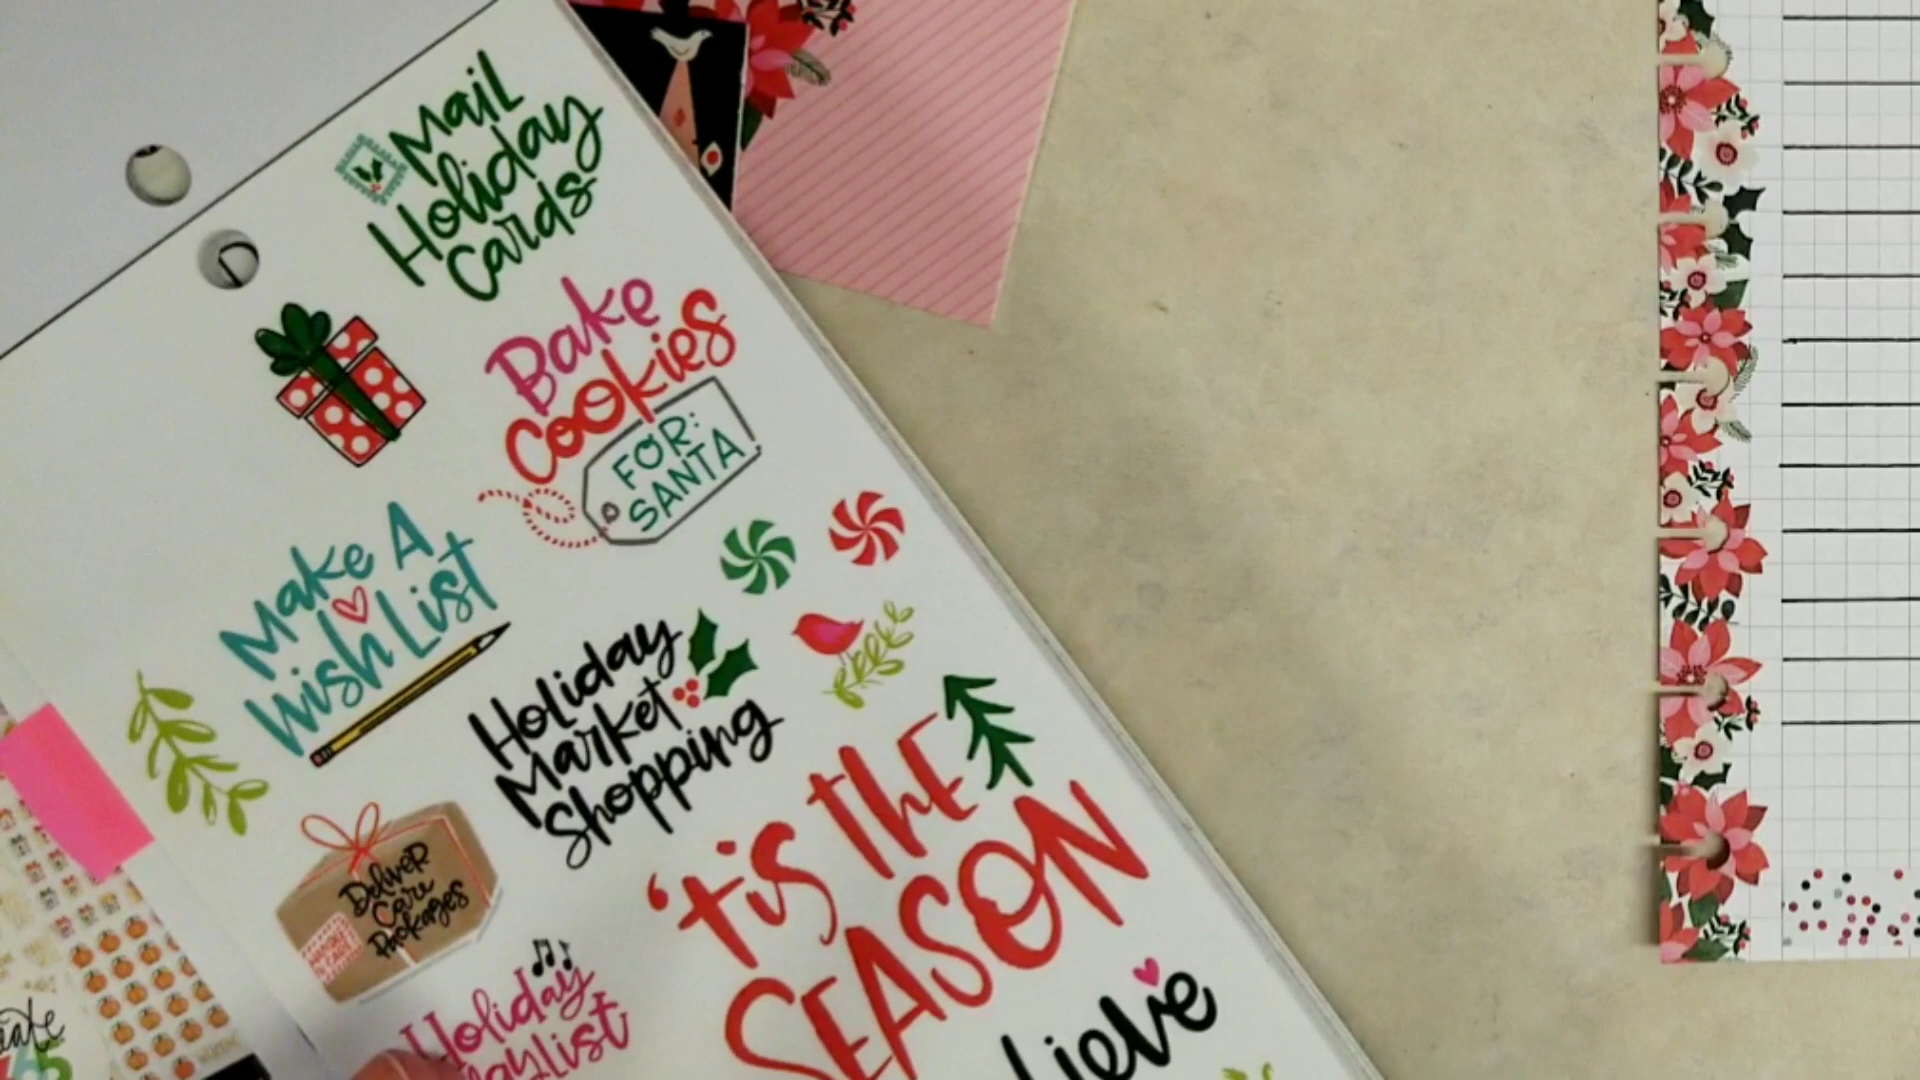 Mail
Holiday
Cards
Bake
Cookies
FOR:
SANTA
Make A
Wish List
Holiday
Market
Shopping
'tis the
SEASON
Deliver
Care
Packages
Holiday